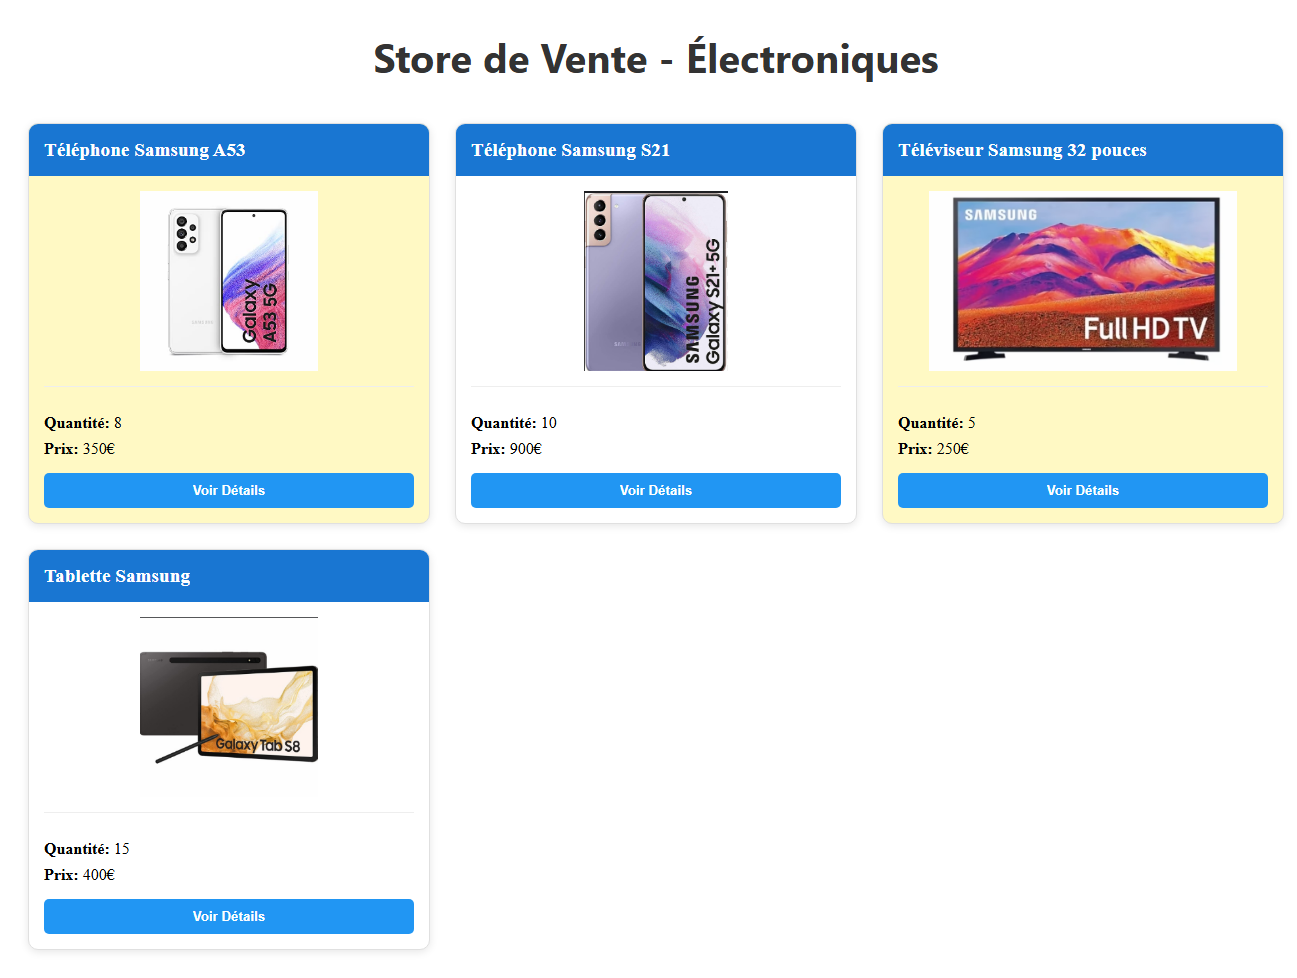 Store de Vente - Électroniques
Téléphone Samsung A53
Galaxy
A53 5G
Quantité: 8
Prix: 350€
Voir Détails
Téléphone Samsung S21
SAMSUNG
Galaxy S21+ 5G
Quantité: 10
Prix: 900€
Voir Détails
Téléviseur Samsung 32 pouces
SAMSUNG
Full HD TV
Quantité: 5
Prix: 250€
Voir Détails
Tablette Samsung
Galaxy Tab S8
Quantité: 15
Prix: 400€
Voir Détails